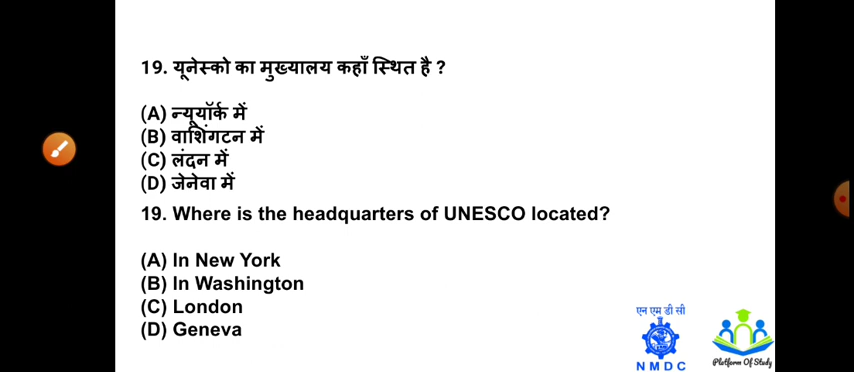 19. यूनेस्को का मुख्यालय कहाँ स्थित है ?
(A) न्यूयॉर्क में
(B) वाशिंगटन में
(C) लंदन में
(D) जेनेवा में
19. Where is the headquarters of UNESCO located?
(A) In New York
(B) In Washington
(C) London
(D) Geneva
एन एम डी सी
NMDC
Platform Of Study